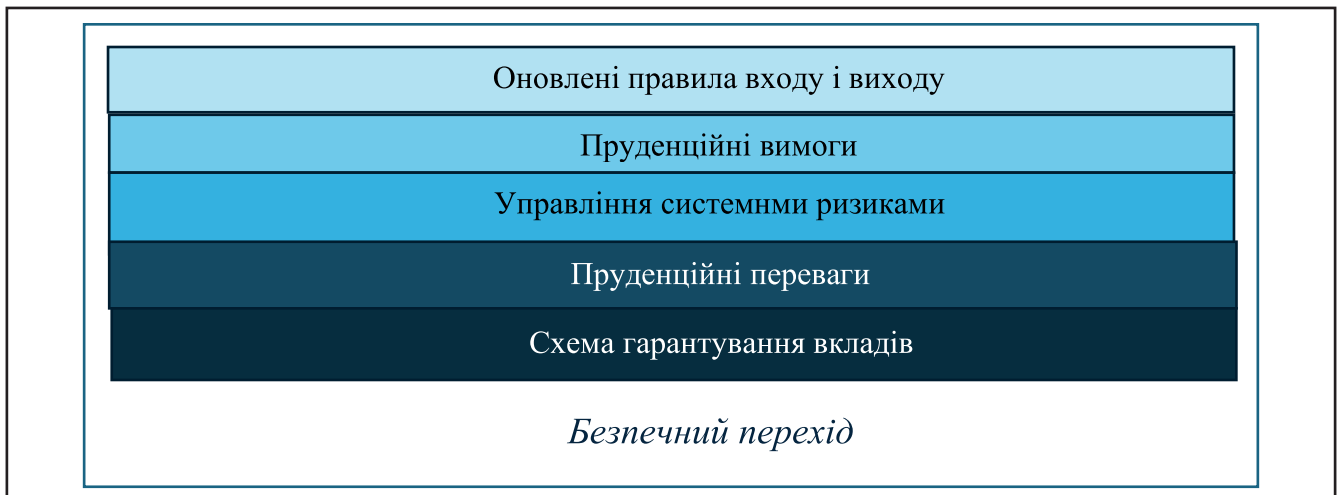 Оновлені правила входу і виходу
Пруденційні вимоги
Управління системнми ризиками
Пруденційні переваги
Схема гарантування вкладів
Безпечний перехід